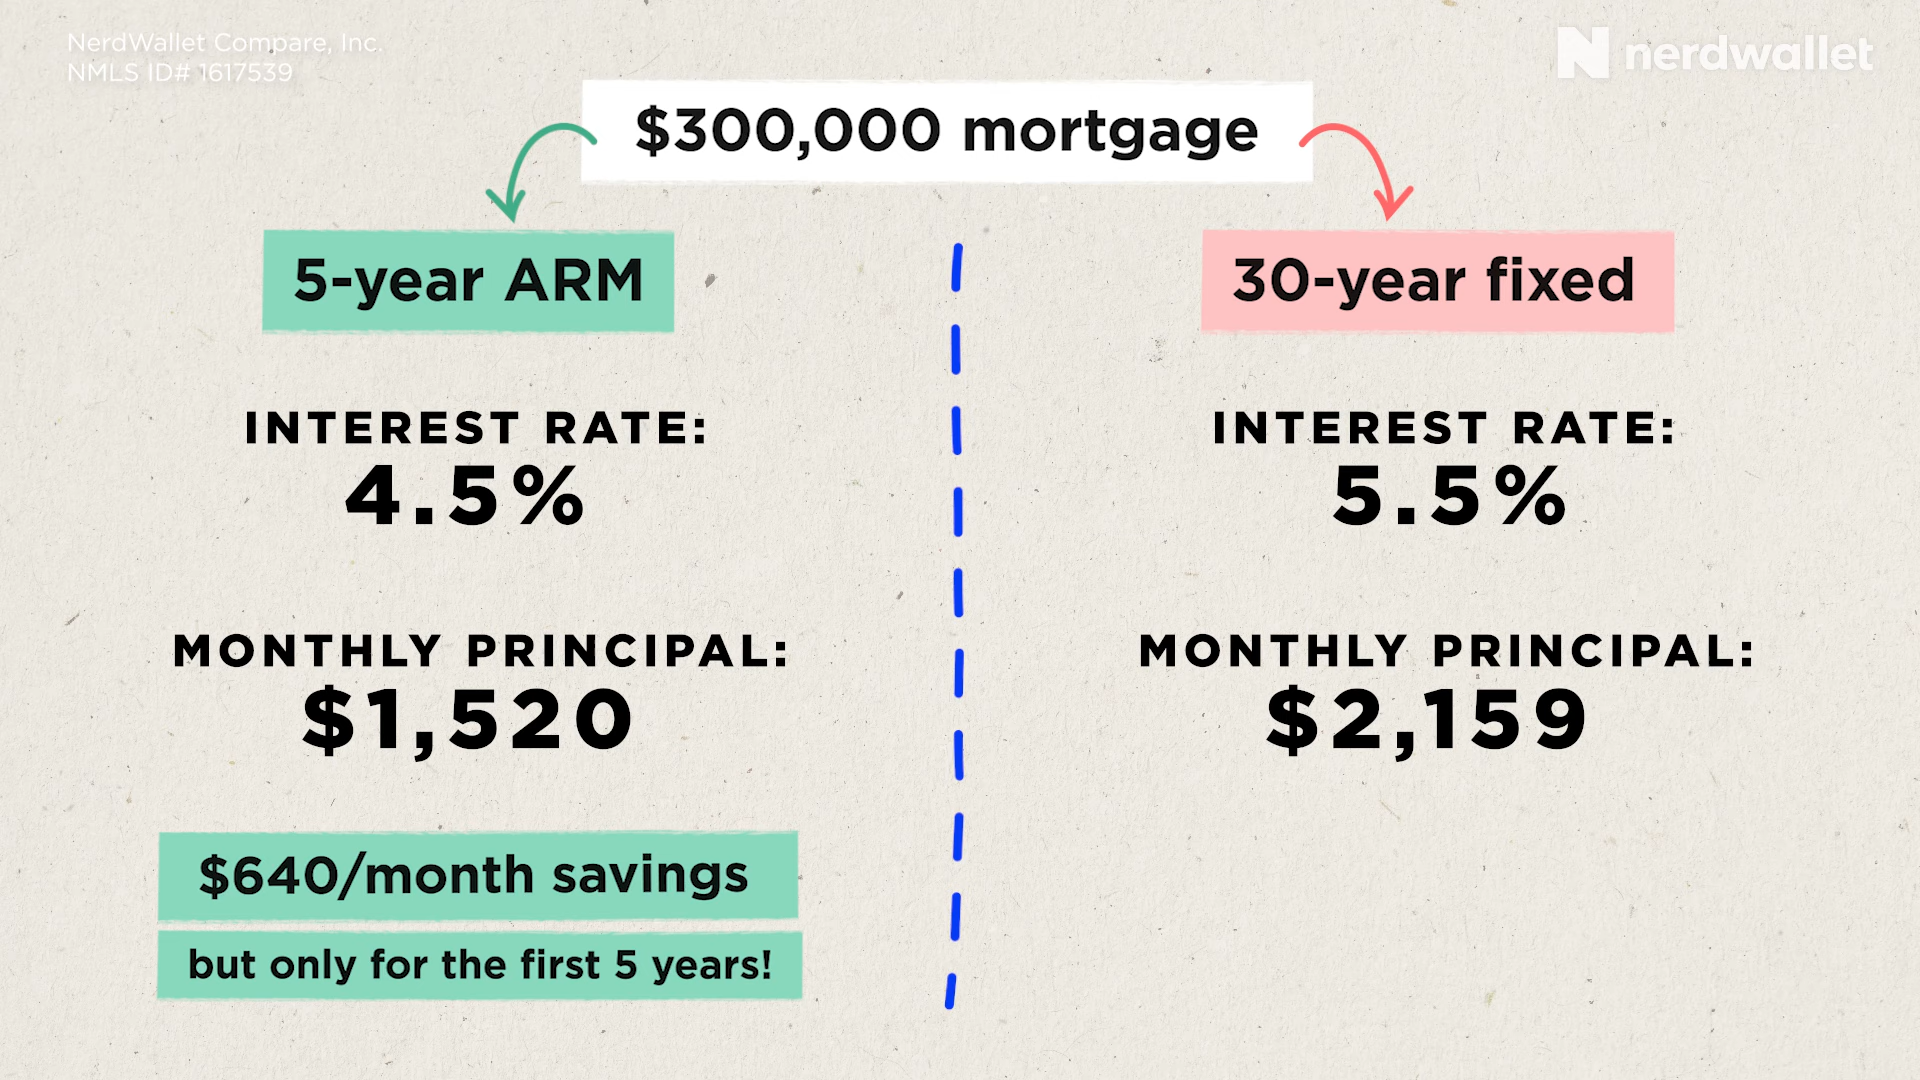 NerdWallet Compare, Inc.
NMLS ID# 1617539
nerdwallet
$300,000 mortgage
5-year ARM
INTEREST RATE:
4.5%
MONTHLY PRINCIPAL:
$1,520
$640/month savings
but only for the first 5 years!
30-year fixed
INTEREST RATE:
5.5%
MONTHLY PRINCIPAL:
$2,159